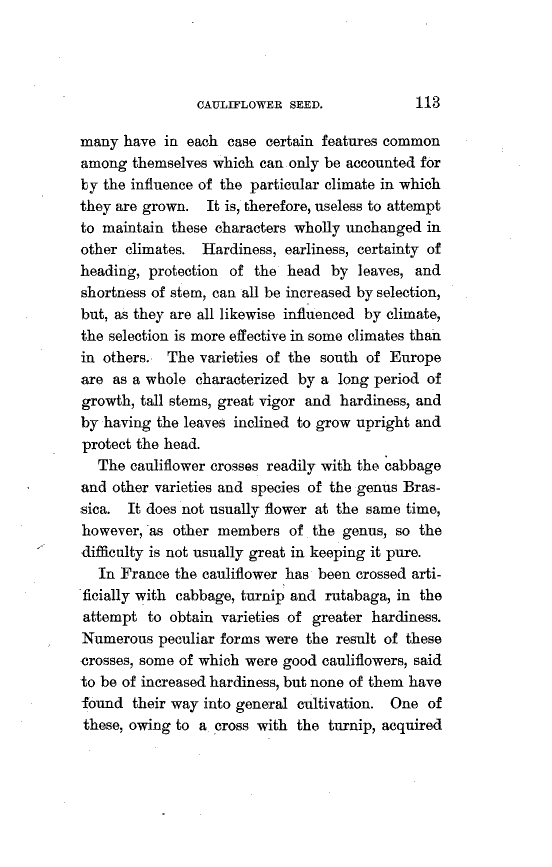 CAULIFLOWER SEED. 113
many have in each case certain features common
among themselves which can only be accounted for
by the influence of the particular climate in which
they are grown. It is, therefore, useless to attempt
to maintain these characters wholly unchanged in
other climates. Hardiness, earliness, certainty of
heading, protection of the head by leaves, and
shortness of stem, can all be increased by selection,
but, as they are all likewise influenced by climate,
the selection is more effective in some climates than
in others. The varieties of the south of Europe
are as a whole characterized by a long period of
growth, tall stems, great vigor and hardiness, and
by having the leaves inclined to grow upright and
protect the head.
The cauliflower crosses readily with the cabbage
and other varieties and species of the genus Bras-
sica. It does not usually flower at the same time,
however, as other members of the genus, so the
difficulty is not usually great in keeping it pure.
In France the cauliflower has been crossed arti-
ficially with cabbage, turnip and rutabaga, in the
attempt to obtain varieties of greater hardiness.
Numerous peculiar forms were the result of these
crosses, some of which were good cauliflowers, said
to be of increased hardiness, but none of them have
found their way into general cultivation. One of
these, owing to a cross with the turnip, acquired